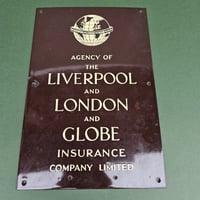 AGENCY OF
THE
LIVERPOOL
AND
LONDON
AND
GLOBE
INSURANCE
COMPANY LIMITED